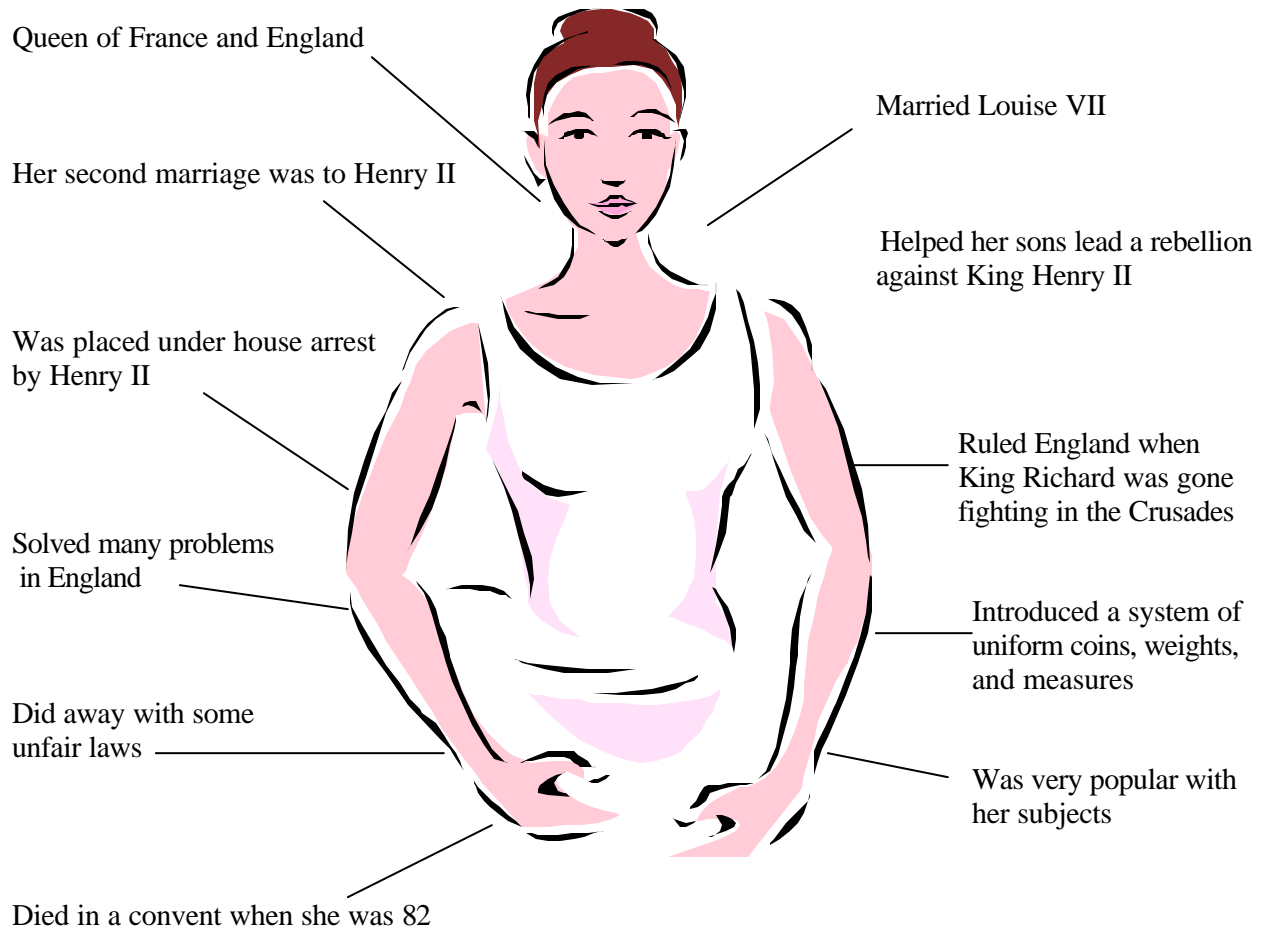 Queen of France and England
Married Louise VII
Her second marriage was to Henry II
Helped her sons lead a rebellion
against King Henry II
Was placed under house arrest
by Henry II
Ruled England when
King Richard was gone
fighting in the Crusades
Solved many problems
in England
Introduced a system of
uniform coins, weights,
and measures
Did away with some
unfair laws
Was very popular with
her subjects
Died in a convent when she was 82